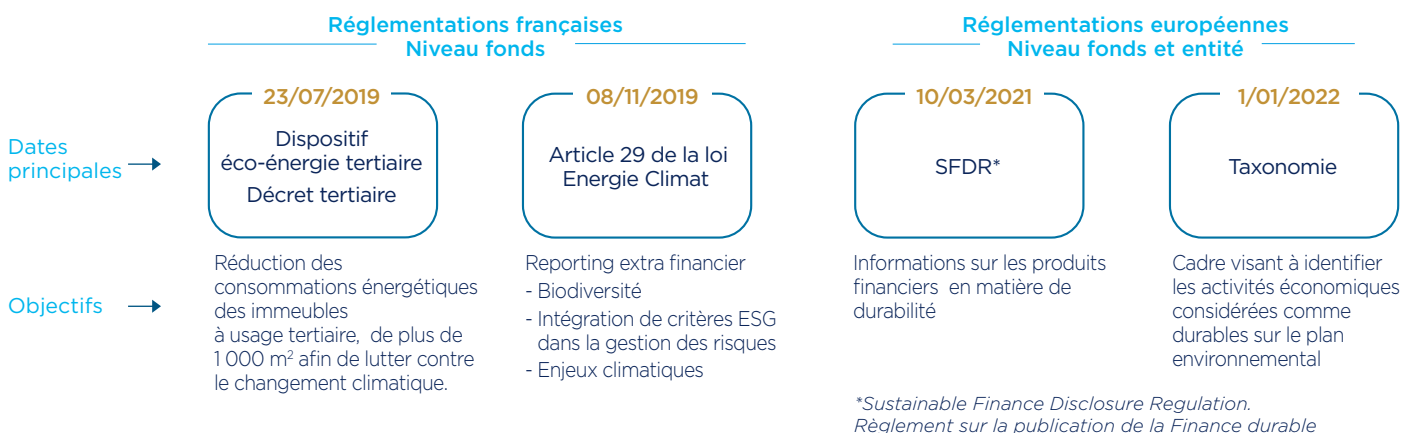 Réglementations françaises
Niveau fonds
Réglementations européennes
Niveau fonds et entité
Dates
principales
23/07/2019
Dispositif
éco-énergie tertiaire
Décret tertiaire
08/11/2019
Article 29 de la loi
Energie Climat
10/03/2021
SFDR*
1/01/2022
Taxonomie
Objectifs
Réduction des
consommations énergétiques
des immeubles
à usage tertiaire, de plus de
1 000 m² afin de lutter contre
le changement climatique.
Reporting extra financier
- Biodiversité
- Intégration de critères ESG
dans la gestion des risques
- Enjeux climatiques
Informations sur les produits
financiers en matière de
durabilité
Cadre visant à identifier
les activités économiques
considérées comme
durables sur le plan
environnemental
*Sustainable Finance Disclosure Regulation.
Règlement sur la publication de la Finance durable